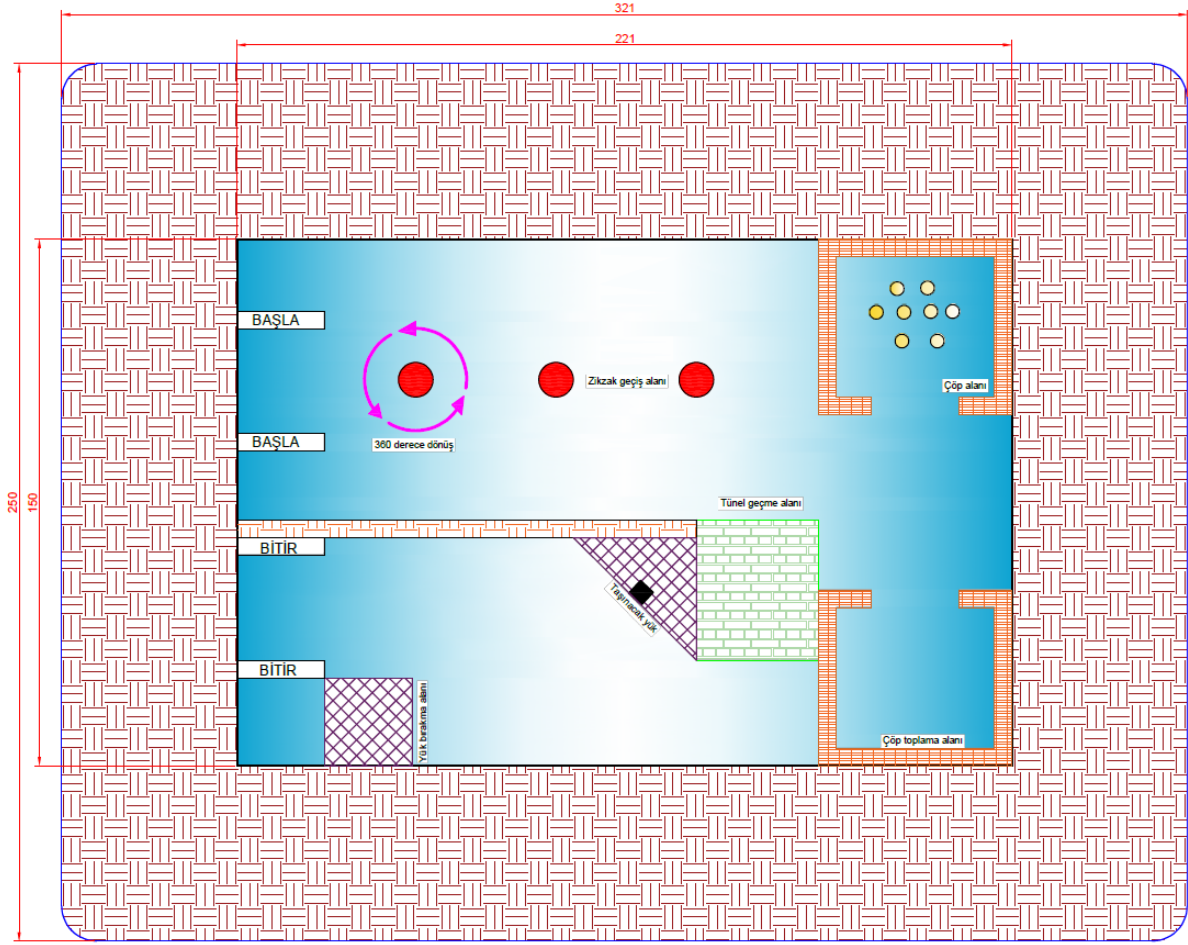 321
221
250
150
BAŞLA
Zikzak geçiş alanı
Çöp alanı
BAŞLA
360 derece dönüş
Tünel geçme alanı
BİTİR
Taşınacak yük
BİTİR
Yük bırakma alanı
Çöp toplama alanı